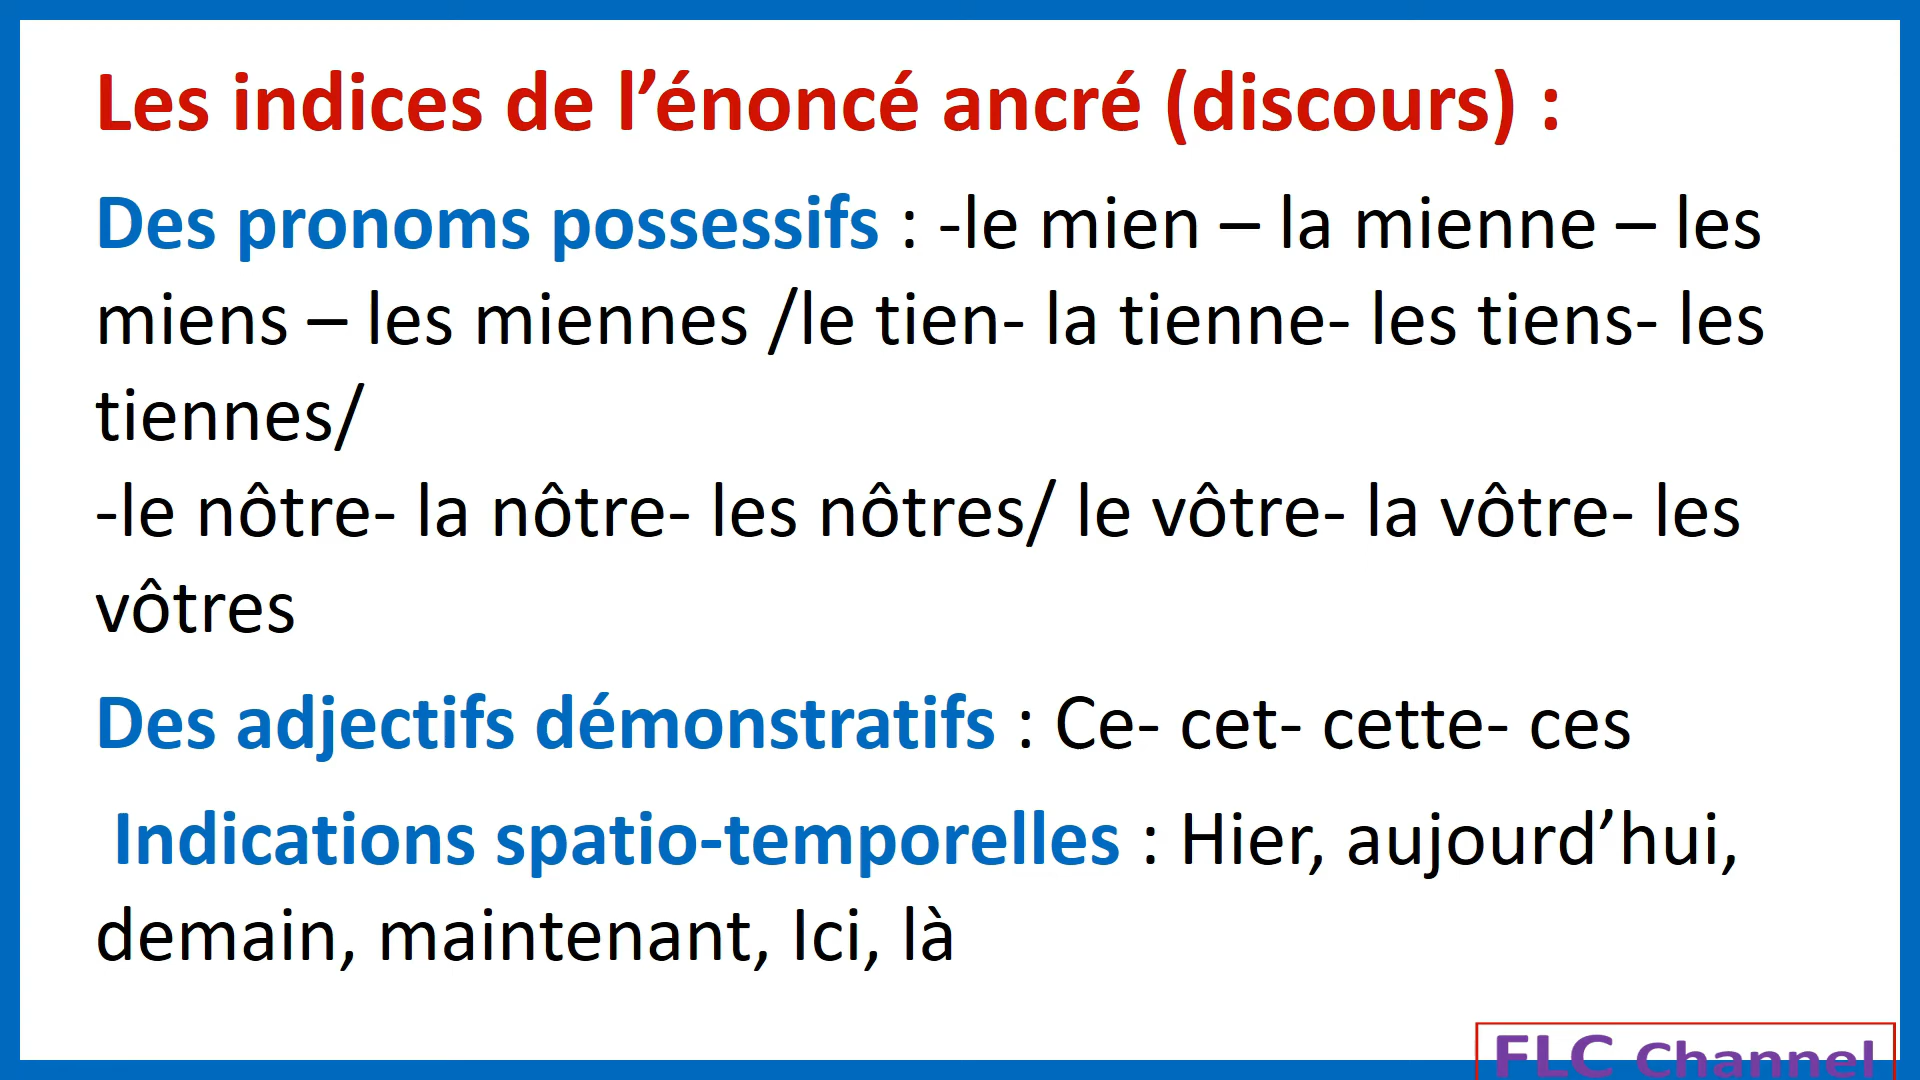 Les indices de l’énoncé ancré (discours) :
Des pronoms possessifs : -le mien – la mienne – les
miens – les miennes /le tien- la tienne- les tiens- les
tiennes/
-le nôtre- la nôtre- les nôtres/ le vôtre- la vôtre- les
vôtres
Des adjectifs démonstratifs : Ce- cet- cette- ces
Indications spatio-temporelles : Hier, aujourd’hui,
demain, maintenant, Ici, là
FLC Channel